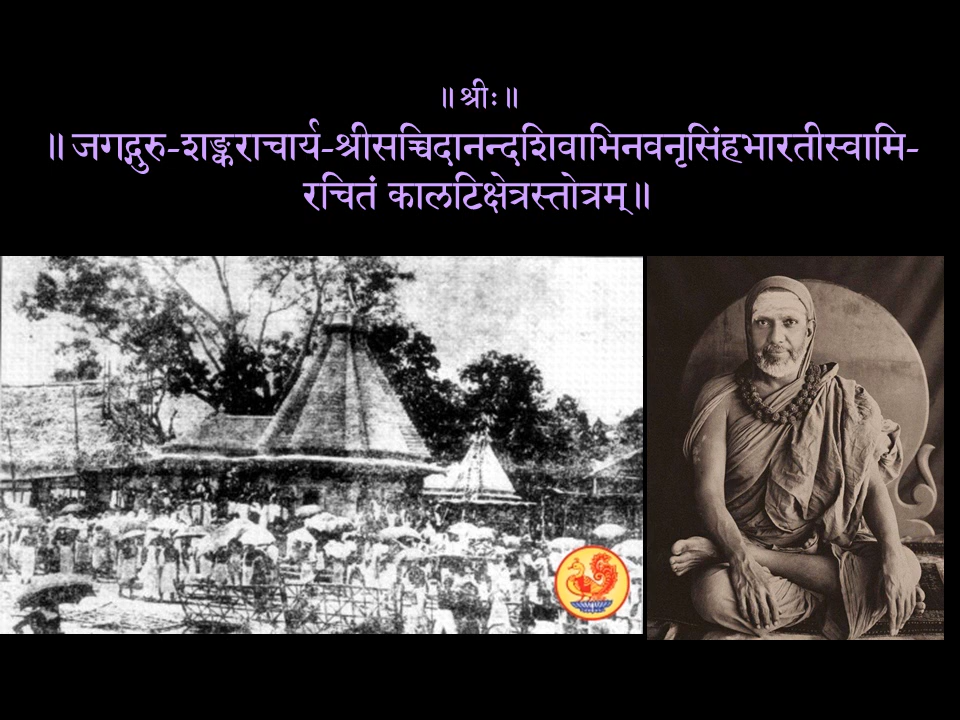 ॥ श्रीः ॥
॥ जगद्गुरु-शङ्कराचार्य-श्रीसच्चिदानन्दशिवाभिनवनृसिंहभारतीस्वामि-
रचितं कालटिक्षेत्रस्तोत्रम् ॥